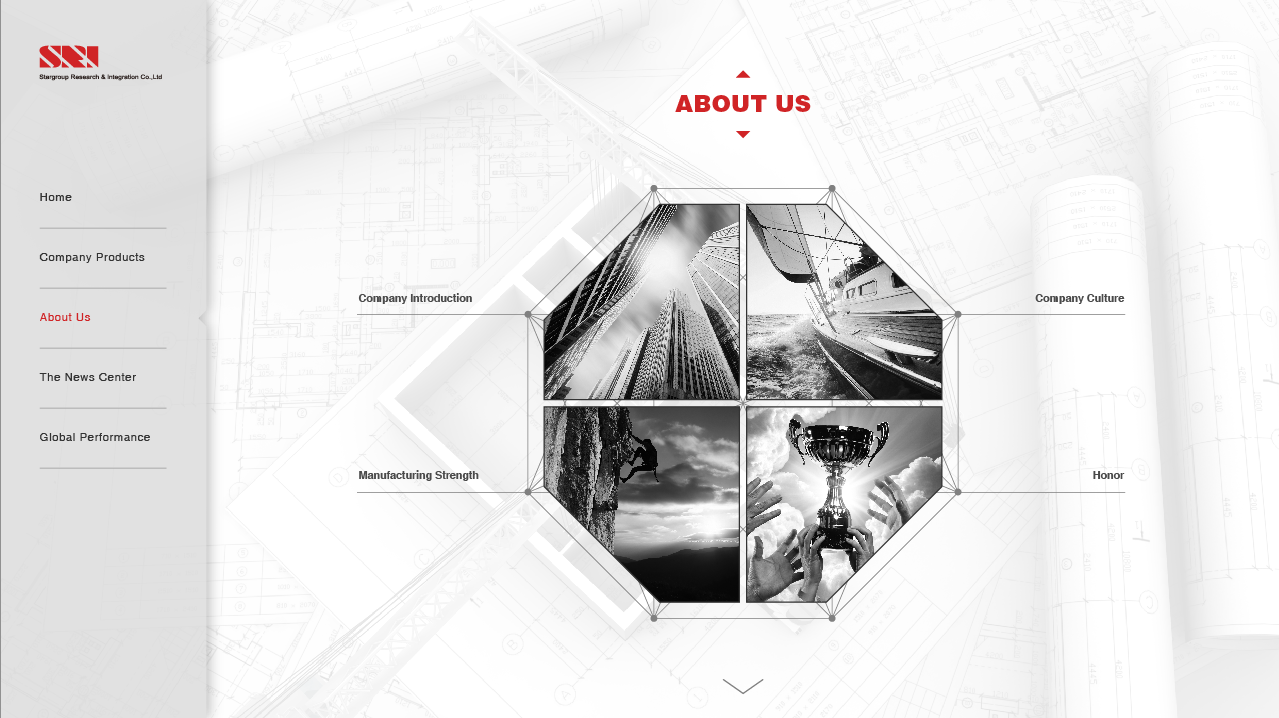 SRI
Stargroup Research & Integration Co.,Ltd
Home
Company Products
About Us
The News Center
Global Performance
ABOUT US
Company Introduction
Company Culture
Manufacturing Strength
Honor